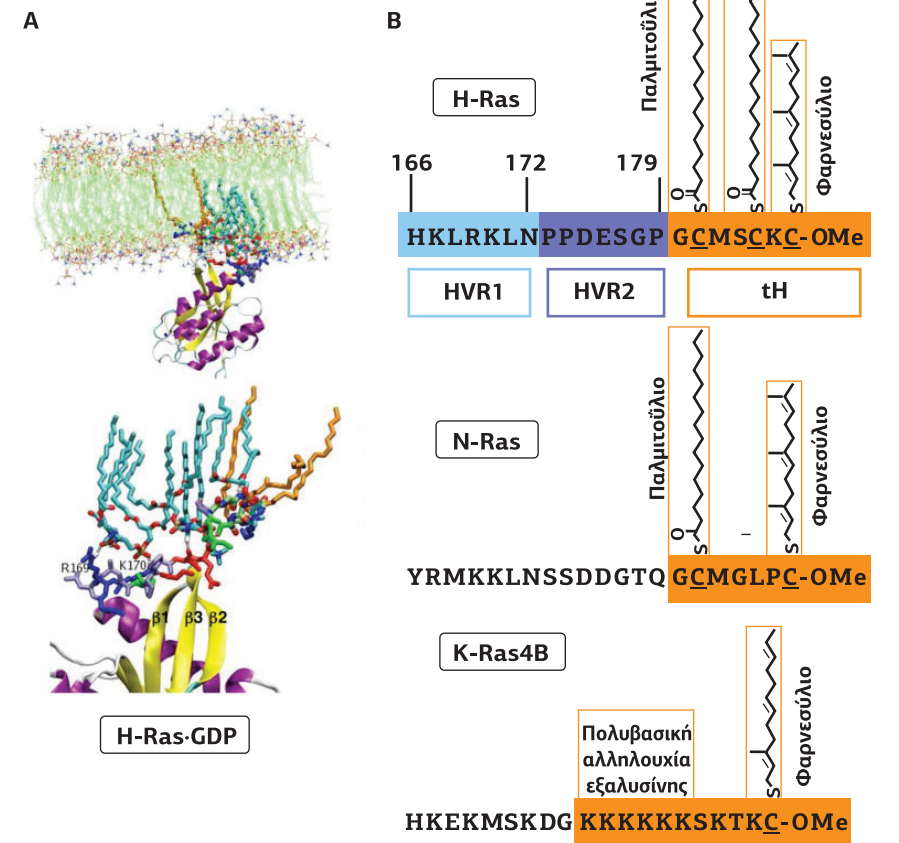 A
R169
K170
β1
β3
β2
H-Ras·GDP
B
Παλμιτοΰλιο
Φαρνεσύλιο
H-Ras
166
172
179
O
S
O
S
S
HKLRKLNPPDESGPGCMSCKC-OMe
HVR1
HVR2
tH
Παλμιτοΰλιο
Φαρνεσύλιο
N-Ras
O
S
–
S
YRMKKLNSSDDGTQGCMGLPC-OMe
K-Ras4B
Φαρνεσύλιο
Πολυβασική
αλληλουχία
εξαλυσίνης
S
HKEKMSKDGKKKKKKSKTKC-OMe